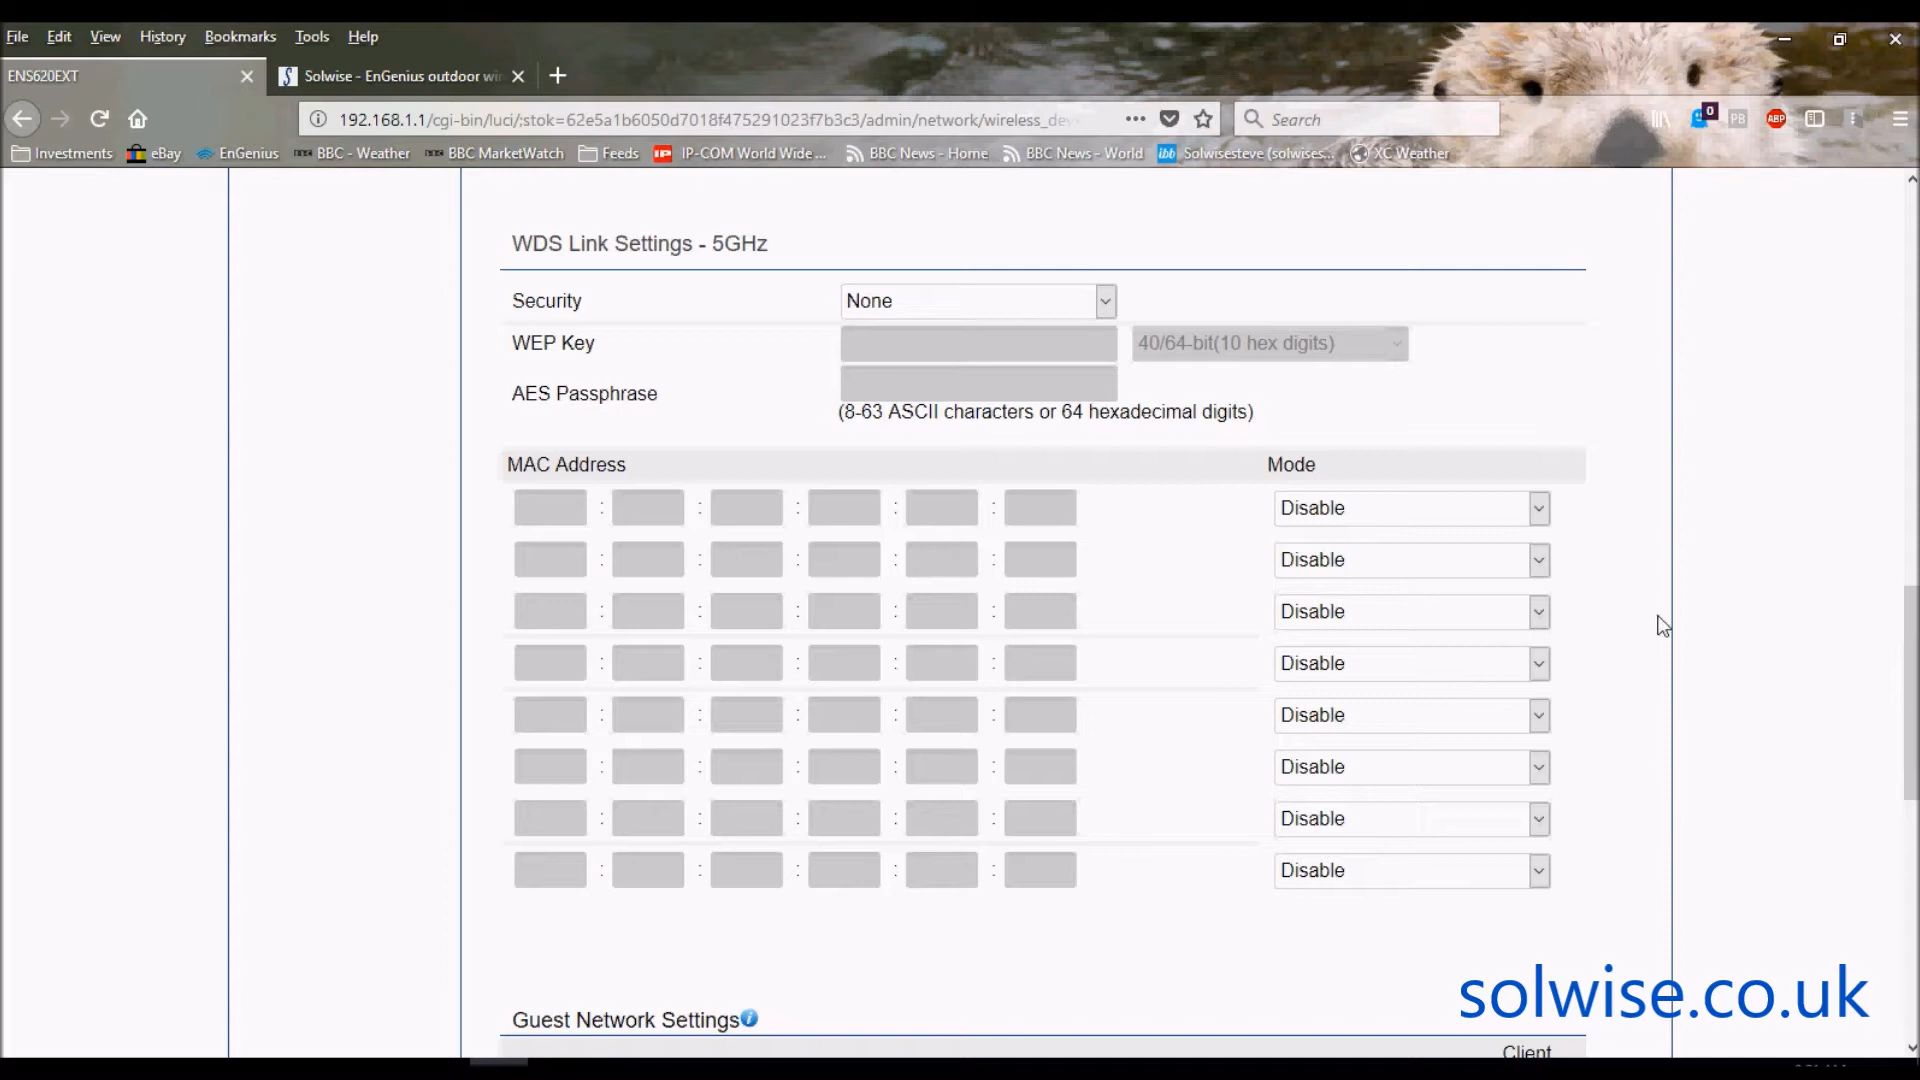 File Edit View History Bookmarks Tools Help
ENS620EXT
Solwise - EnGenius outdoor wi
192.168.1.1/cgi-bin/luci/;stok=62e5a1b6050d7018f475291023f7b3c3/admin/network/wireless_dev
Search
0
PB
ABP
Investments eBay EnGenius BBC - Weather BBC MarketWatch Feeds IP-COM World Wide ... BBC News - Home BBC News - World Solwisesteve (solwises... XC Weather
WDS Link Settings - 5GHz
Security None
WEP Key 40/64-bit(10 hex digits)
AES Passphrase
(8-63 ASCII characters or 64 hexadecimal digits)
MAC Address Mode
: : : : : Disable
: : : : : Disable
: : : : : Disable
: : : : : Disable
: : : : : Disable
: : : : : Disable
: : : : : Disable
: : : : : Disable
solwise.co.uk
Guest Network Settings
Client